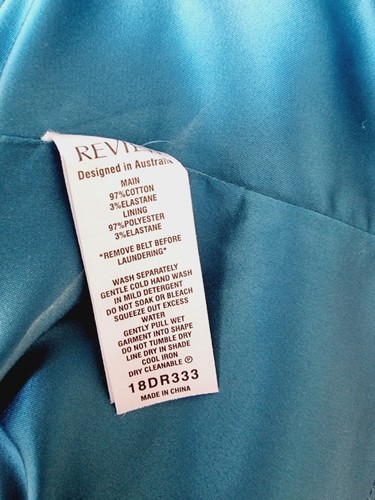 REVIEW
Designed in Australia
MAIN
97%COTTON
3%ELASTANE
LINING
97%POLYESTER
3%ELASTANE
*REMOVE BELT BEFORE
LAUNDERING*
WASH SEPARATELY
GENTLE COLD HAND WASH
IN MILD DETERGENT
DO NOT SOAK OR BLEACH
SQUEEZE OUT EXCESS
WATER
GENTLY PULL WET
GARMENT INTO SHAPE
DO NOT TUMBLE DRY
LINE DRY IN SHADE
COOL IRON
DRY CLEANABLE Ⓟ
18DR333
MADE IN CHINA